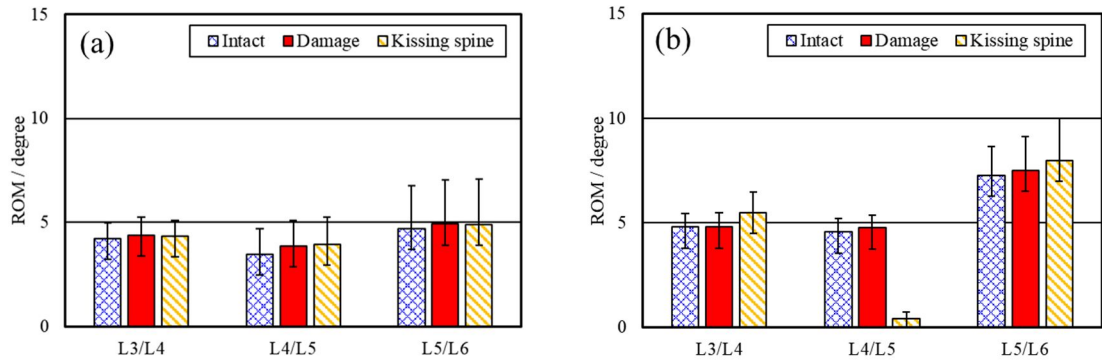 (a)
Intact Damage Kissing spine
ROM / degree
15
10
5
0
L3/L4 L4/L5 L5/L6
(b)
Intact Damage Kissing spine
ROM / degree
15
10
5
0
L3/L4 L4/L5 L5/L6